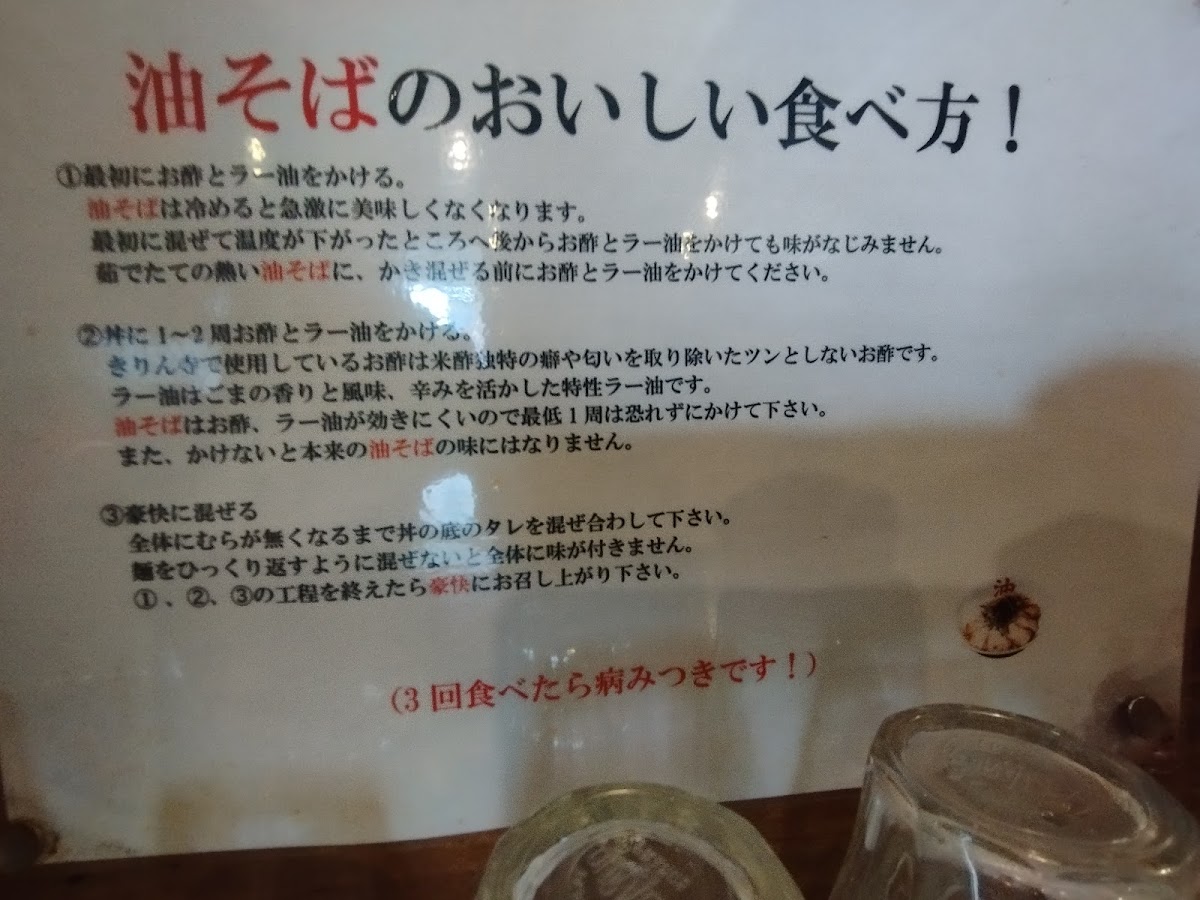 油そばのおいしい食べ方!
①最初にお酢とラー油をかける。
油そばは冷めると急激に美味しくなくなります。
最初に混ぜて温度が下がったところへ後からお酢とラー油をかけても味がなじみません。
茹でたての熱い油そばに、かき混ぜる前にお酢とラー油をかけてください。
②丼に1〜2周お酢とラー油をかける。
きりん寺で使用しているお酢は米酢独特の癖や匂いを取り除いたツンとしないお酢です。
ラー油はごまの香りと風味、辛みを活かした特性ラー油です。
油そばはお酢、ラー油が効きにくいので最低1周は恐れずにかけて下さい。
また、かけないと本来の油そばの味にはなりません。
③豪快に混ぜる
全体にむらが無くなるまで丼の底のタレを混ぜ合わして下さい。
麺をひっくり返すように混ぜないと全体に味が付きません。
①、②、③の工程を終えたら豪快にお召し上がり下さい。
油
(3回食べたら病みつきです!)